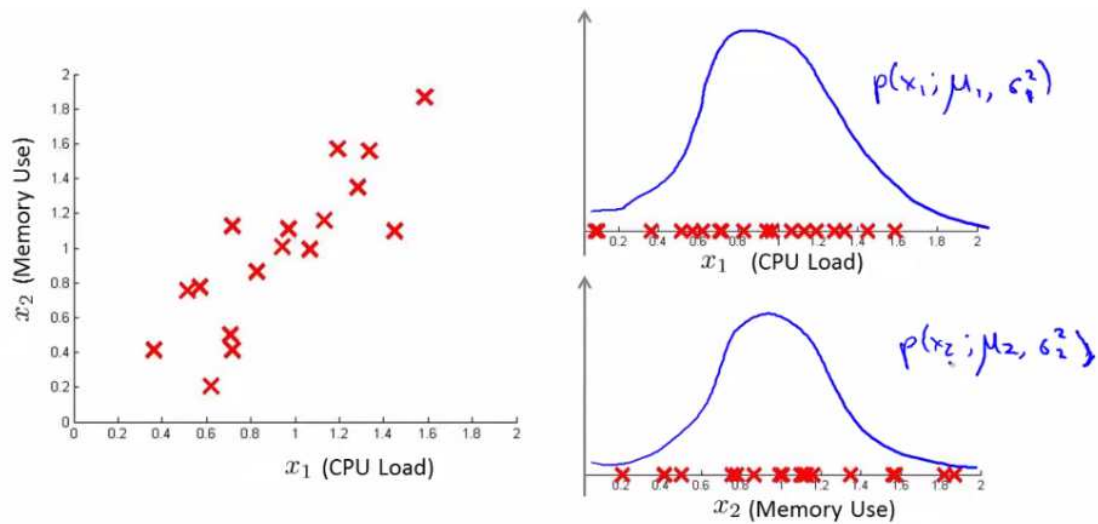 2
1.8
1.6
1.4
1.2
1
0.8
0.6
0.4
0.2
0
x₂ (Memory Use)
0 0.2 0.4 0.6 0.8 1 1.2 1.4 1.6 1.8 2
x₁ (CPU Load)
p(x₁; μ₁, σ₁²)
0.2 0.4 0.6 0.8 1.0 1.2 1.4 1.6 1.8 2
x₁ (CPU Load)
p(x₂; μ₂, σ₂²)
0.2 0.4 0.6 0.8 1.0 1.2 1.4 1.6 1.8 2
x₂ (Memory Use)